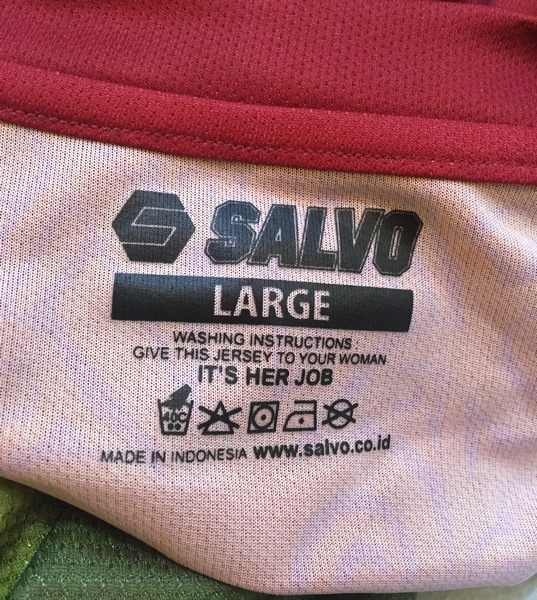 SALVO
LARGE
WASHING INSTRUCTIONS :
GIVE THIS JERSEY TO YOUR WOMAN
IT'S HER JOB
40C
MADE IN INDONESIA www.salvo.co.id